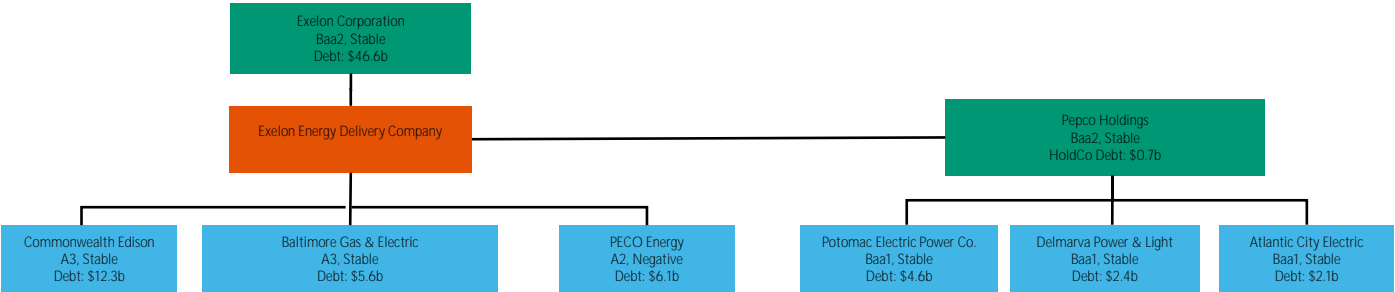 Exelon Corporation
Baa2, Stable
Debt: $46.6b
Exelon Energy Delivery Company
Pepco Holdings
Baa2, Stable
HoldCo Debt: $0.7b
Commonwealth Edison
A3, Stable
Debt: $12.3b
Baltimore Gas & Electric
A3, Stable
Debt: $5.6b
PECO Energy
A2, Negative
Debt: $6.1b
Potomac Electric Power Co.
Baa1, Stable
Debt: $4.6b
Delmarva Power & Light
Baa1, Stable
Debt: $2.4b
Atlantic City Electric
Baa1, Stable
Debt: $2.1b